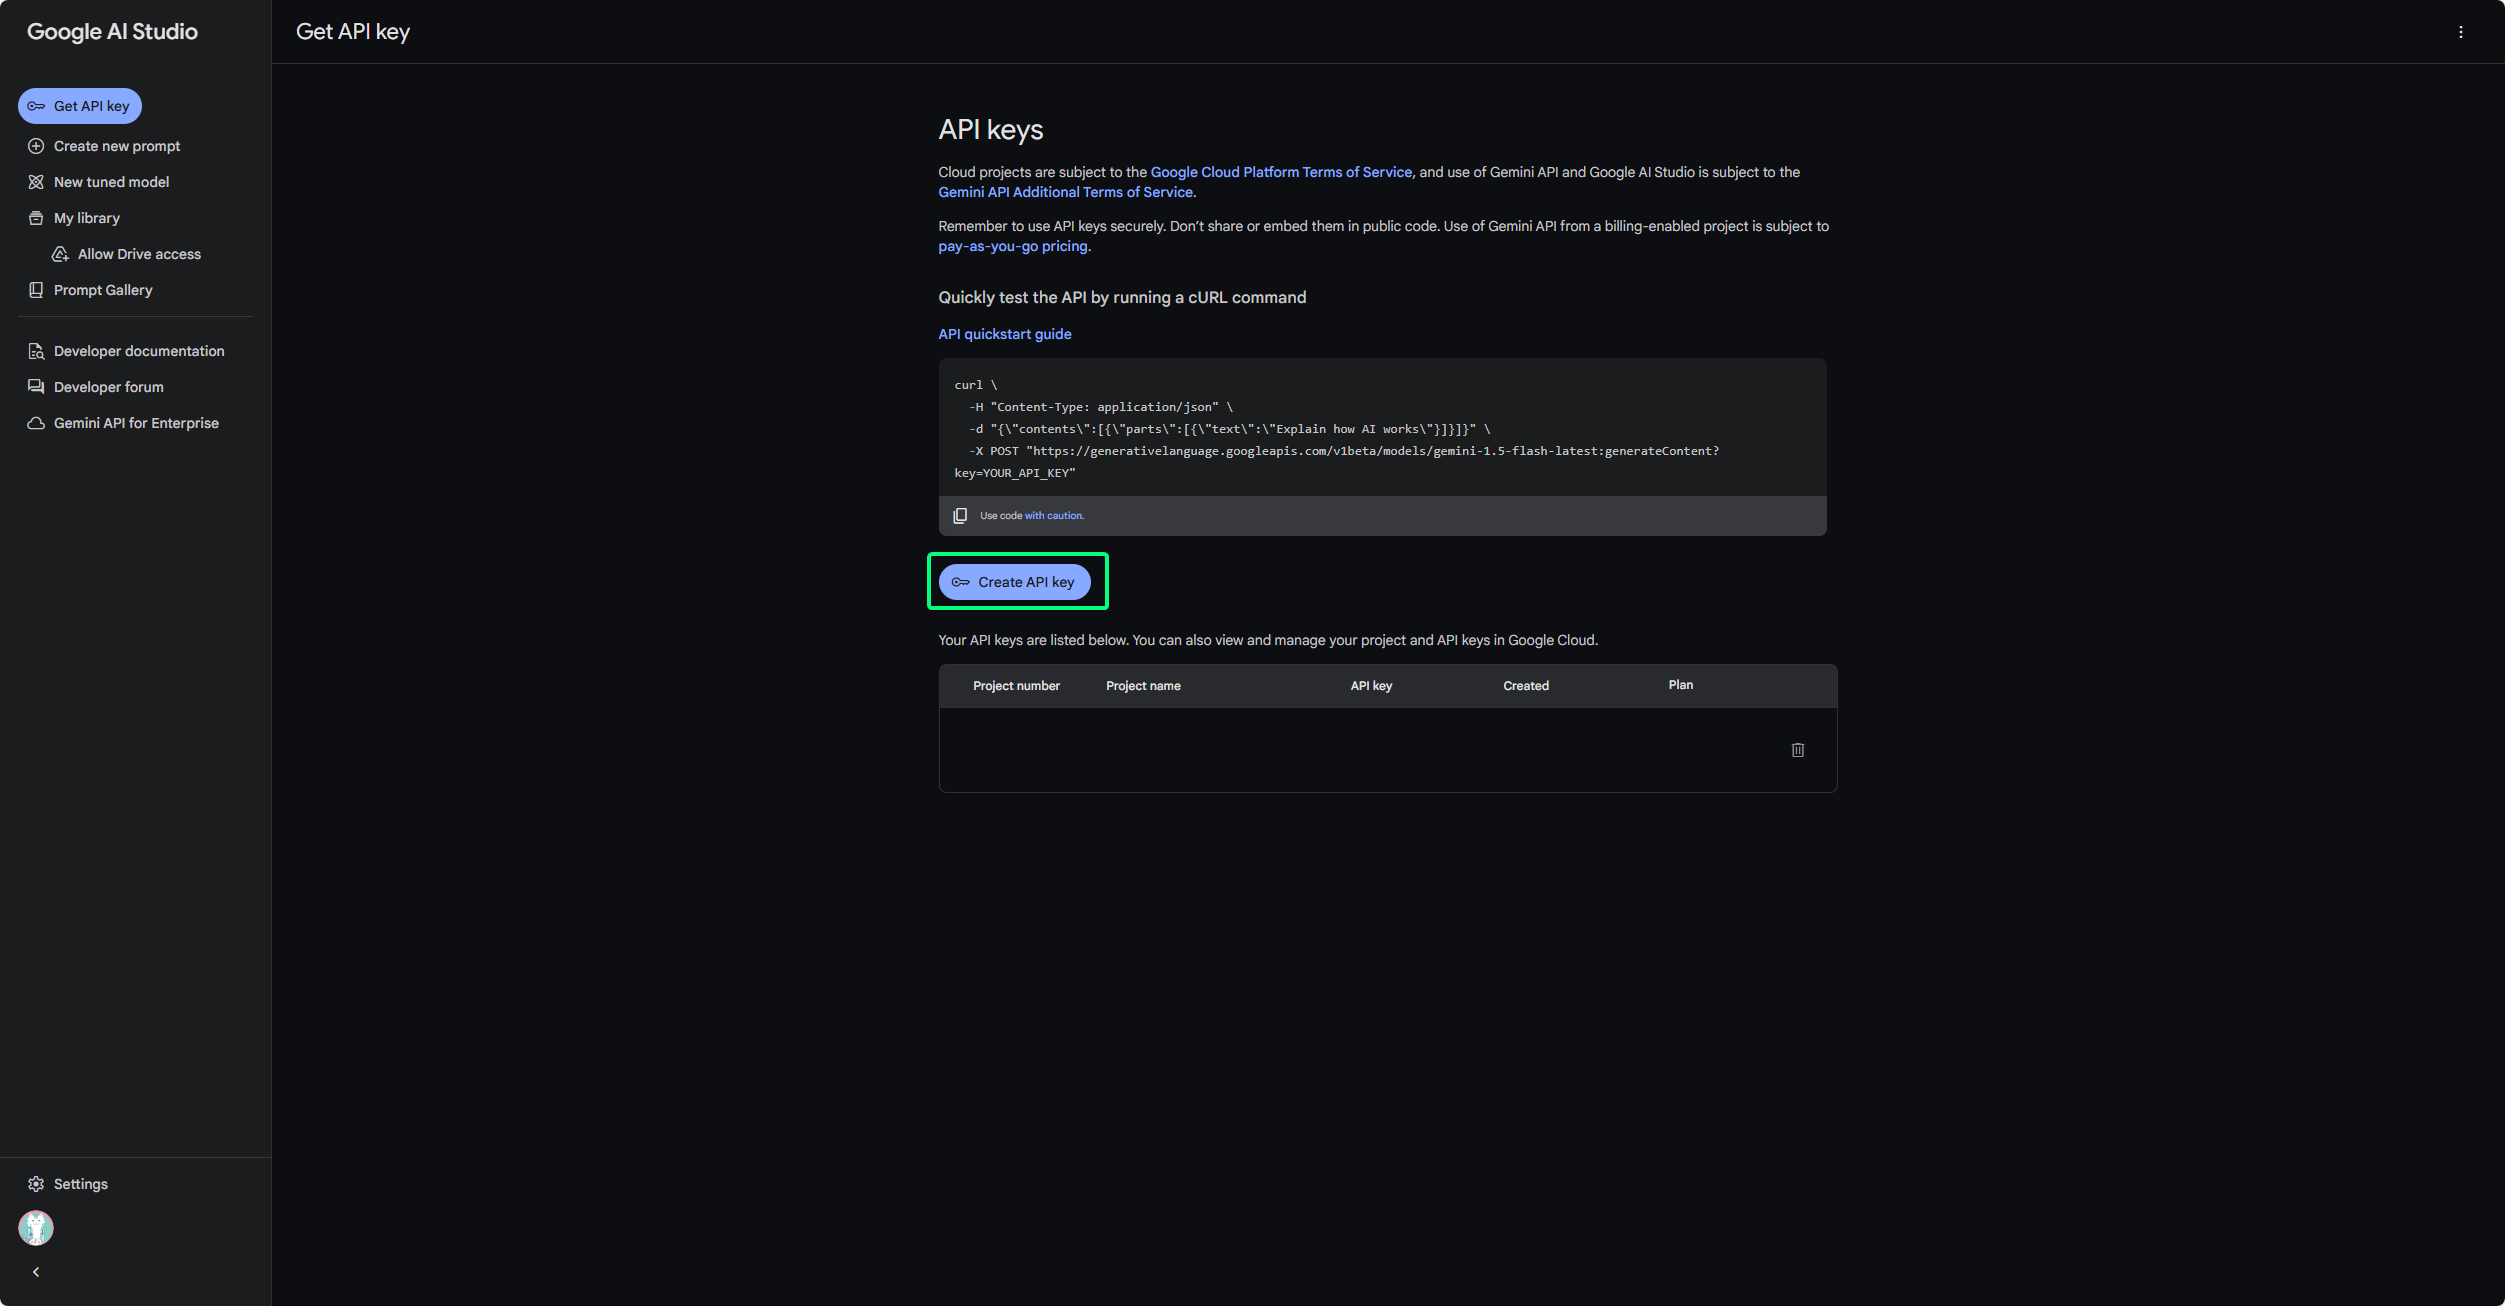 Google AI Studio
Get API key
Get API key
Create new prompt
New tuned model
My library
Allow Drive access
Prompt Gallery
Developer documentation
Developer forum
Gemini API for Enterprise
API keys
Cloud projects are subject to the Google Cloud Platform Terms of Service, and use of Gemini API and Google AI Studio is subject to the
Gemini API Additional Terms of Service.
Remember to use API keys securely. Don’t share or embed them in public code. Use of Gemini API from a billing-enabled project is subject to
pay-as-you-go pricing.
Quickly test the API by running a cURL command
API quickstart guide
curl \
-H "Content-Type: application/json" \
-d "{\"contents\":[{\"parts\":[{\"text\":\"Explain how AI works\"}]}]}" \
-X POST "https://generativelanguage.googleapis.com/v1beta/models/gemini-1.5-flash-latest:generateContent?
key=YOUR_API_KEY"
Use code with caution.
Create API key
Your API keys are listed below. You can also view and manage your project and API keys in Google Cloud.
Project number Project name API key Created Plan
Settings